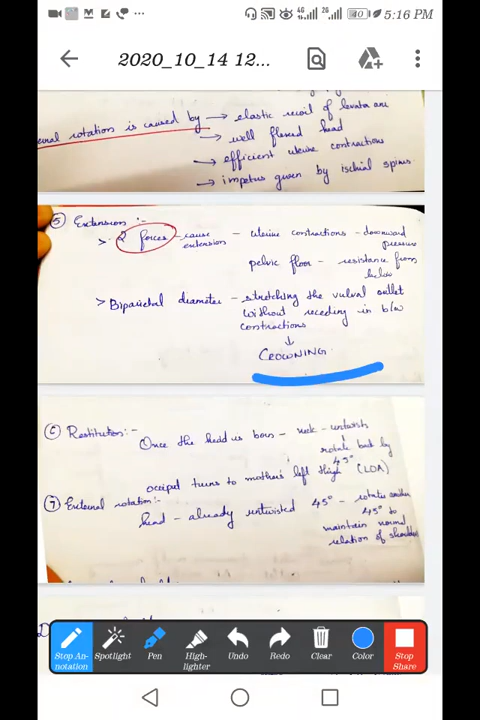 4G 2G 40 5:16 PM
2020_10_14 12...
rotation is caused by → elastic recoil of levator ani
→ well flexed head
→ efficient uterine contractions
→ impetus given by ischial spines
⑤ Extension :-
> 2 forces - cause extension - Uterine contractions - downward pressure
pelvic floor - resistance from below
> Biparietal diameter - stretching the vulval outlet
without receding in b/w
contractions
↓
CROWNING
⑥ Restitution:-
Once the head is born - neck - untwists
↓
rotate back by
45°
occiput turns to mother's left thigh (LOA)
⑦ External rotation:-
head - already untwisted 45° - rotates another
45° to
maintain normal
relation of shoulder
Stop Annotation
Spotlight
Pen
Highlighter
Undo
Redo
Clear
Color
Stop Share